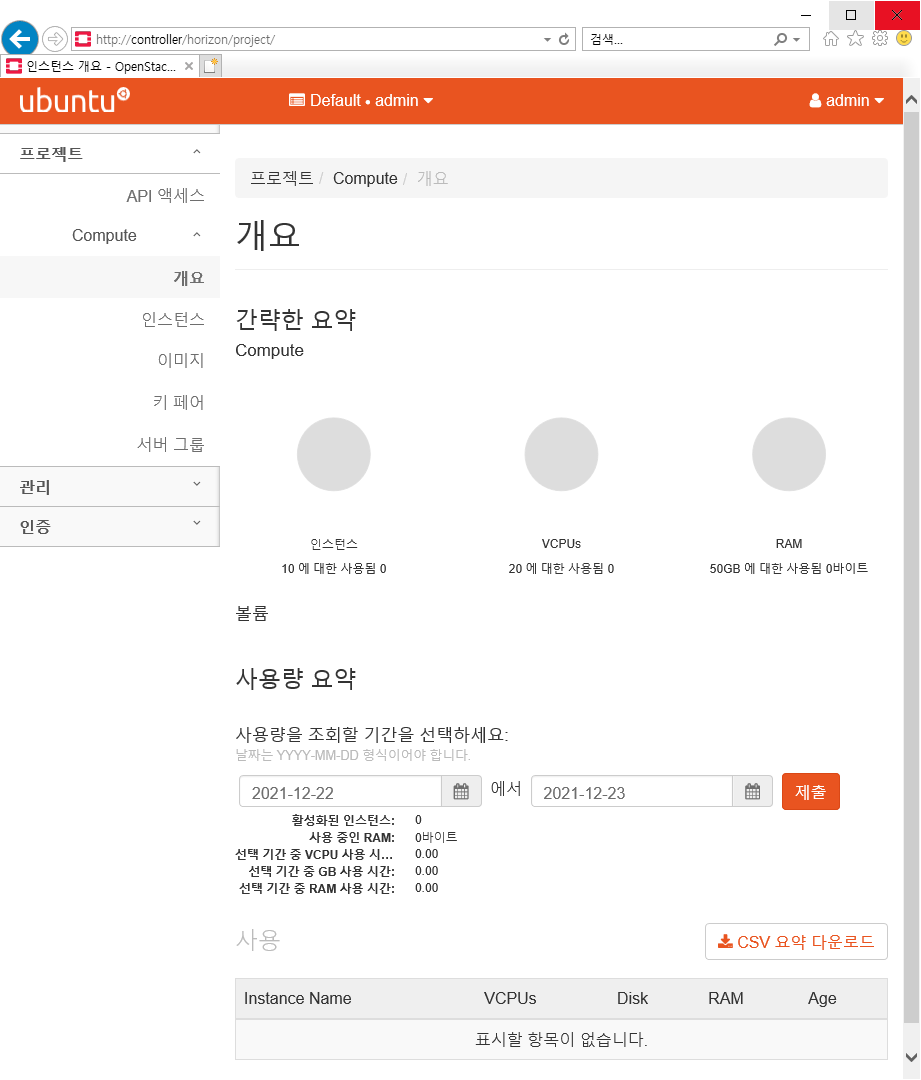 http://controller/horizon/project/
검색...
인스턴스 개요 - OpenStac...
ubuntu
Default • admin
admin
프로젝트
API 액세스
Compute
개요
인스턴스
이미지
키 페어
서버 그룹
관리
인증
프로젝트 / Compute / 개요
개요
간략한 요약
Compute
인스턴스
10 에 대한 사용됨 0
VCPUs
20 에 대한 사용됨 0
RAM
50GB 에 대한 사용됨 0바이트
볼륨
사용량 요약
사용량을 조회할 기간을 선택하세요:
날짜는 YYYY-MM-DD 형식이어야 합니다.
2021-12-22 에서 2021-12-23 제출
활성화된 인스턴스: 0
사용 중인 RAM: 0바이트
선택 기간 중 VCPU 사용 시... 0.00
선택 기간 중 GB 사용 시간: 0.00
선택 기간 중 RAM 사용 시간: 0.00
사용
CSV 요약 다운로드
Instance Name VCPUs Disk RAM Age
표시할 항목이 없습니다.